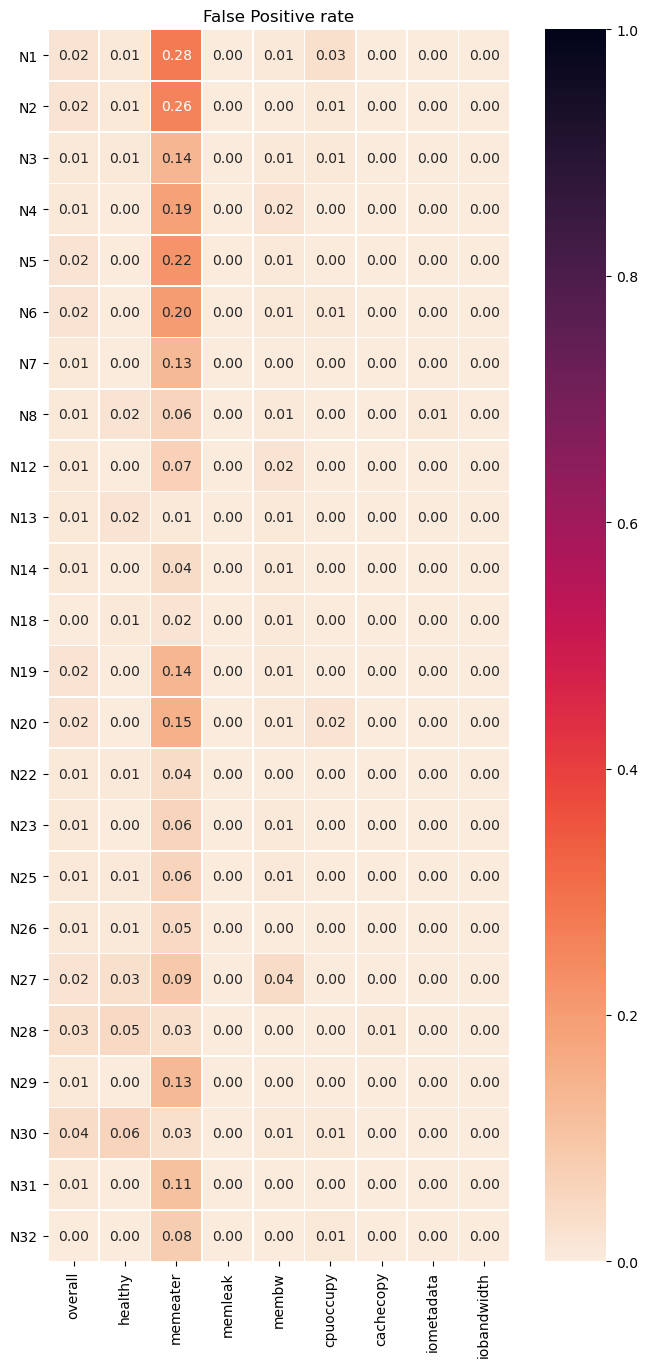 False Positive rate
N1 0.02 0.01 0.28 0.00 0.01 0.03 0.00 0.00 0.00
N2 0.02 0.01 0.26 0.00 0.00 0.01 0.00 0.00 0.00
N3 0.01 0.01 0.14 0.00 0.01 0.01 0.00 0.00 0.00
N4 0.01 0.00 0.19 0.00 0.02 0.00 0.00 0.00 0.00
N5 0.02 0.00 0.22 0.00 0.01 0.00 0.00 0.00 0.00
N6 0.02 0.00 0.20 0.00 0.01 0.01 0.00 0.00 0.00
N7 0.01 0.00 0.13 0.00 0.00 0.00 0.00 0.00 0.00
N8 0.01 0.02 0.06 0.00 0.01 0.00 0.00 0.01 0.00
N12 0.01 0.00 0.07 0.00 0.02 0.00 0.00 0.00 0.00
N13 0.01 0.02 0.01 0.00 0.01 0.00 0.00 0.00 0.00
N14 0.01 0.00 0.04 0.00 0.01 0.00 0.00 0.00 0.00
N18 0.00 0.01 0.02 0.00 0.01 0.00 0.00 0.00 0.00
N19 0.02 0.00 0.14 0.00 0.01 0.00 0.00 0.00 0.00
N20 0.02 0.00 0.15 0.00 0.01 0.02 0.00 0.00 0.00
N22 0.01 0.01 0.04 0.00 0.00 0.00 0.00 0.00 0.00
N23 0.01 0.00 0.06 0.00 0.01 0.00 0.00 0.00 0.00
N25 0.01 0.01 0.06 0.00 0.01 0.00 0.00 0.00 0.00
N26 0.01 0.01 0.05 0.00 0.00 0.00 0.00 0.00 0.00
N27 0.02 0.03 0.09 0.00 0.04 0.00 0.00 0.00 0.00
N28 0.03 0.05 0.03 0.00 0.00 0.00 0.01 0.00 0.00
N29 0.01 0.00 0.13 0.00 0.00 0.00 0.00 0.00 0.00
N30 0.04 0.06 0.03 0.00 0.01 0.01 0.00 0.00 0.00
N31 0.01 0.00 0.11 0.00 0.00 0.00 0.00 0.00 0.00
N32 0.00 0.00 0.08 0.00 0.00 0.01 0.00 0.00 0.00
overall
healthy
memeater
memleak
membw
cpuoccupy
cachecopy
iometadata
iobandwidth
1.0
0.8
0.6
0.4
0.2
0.0